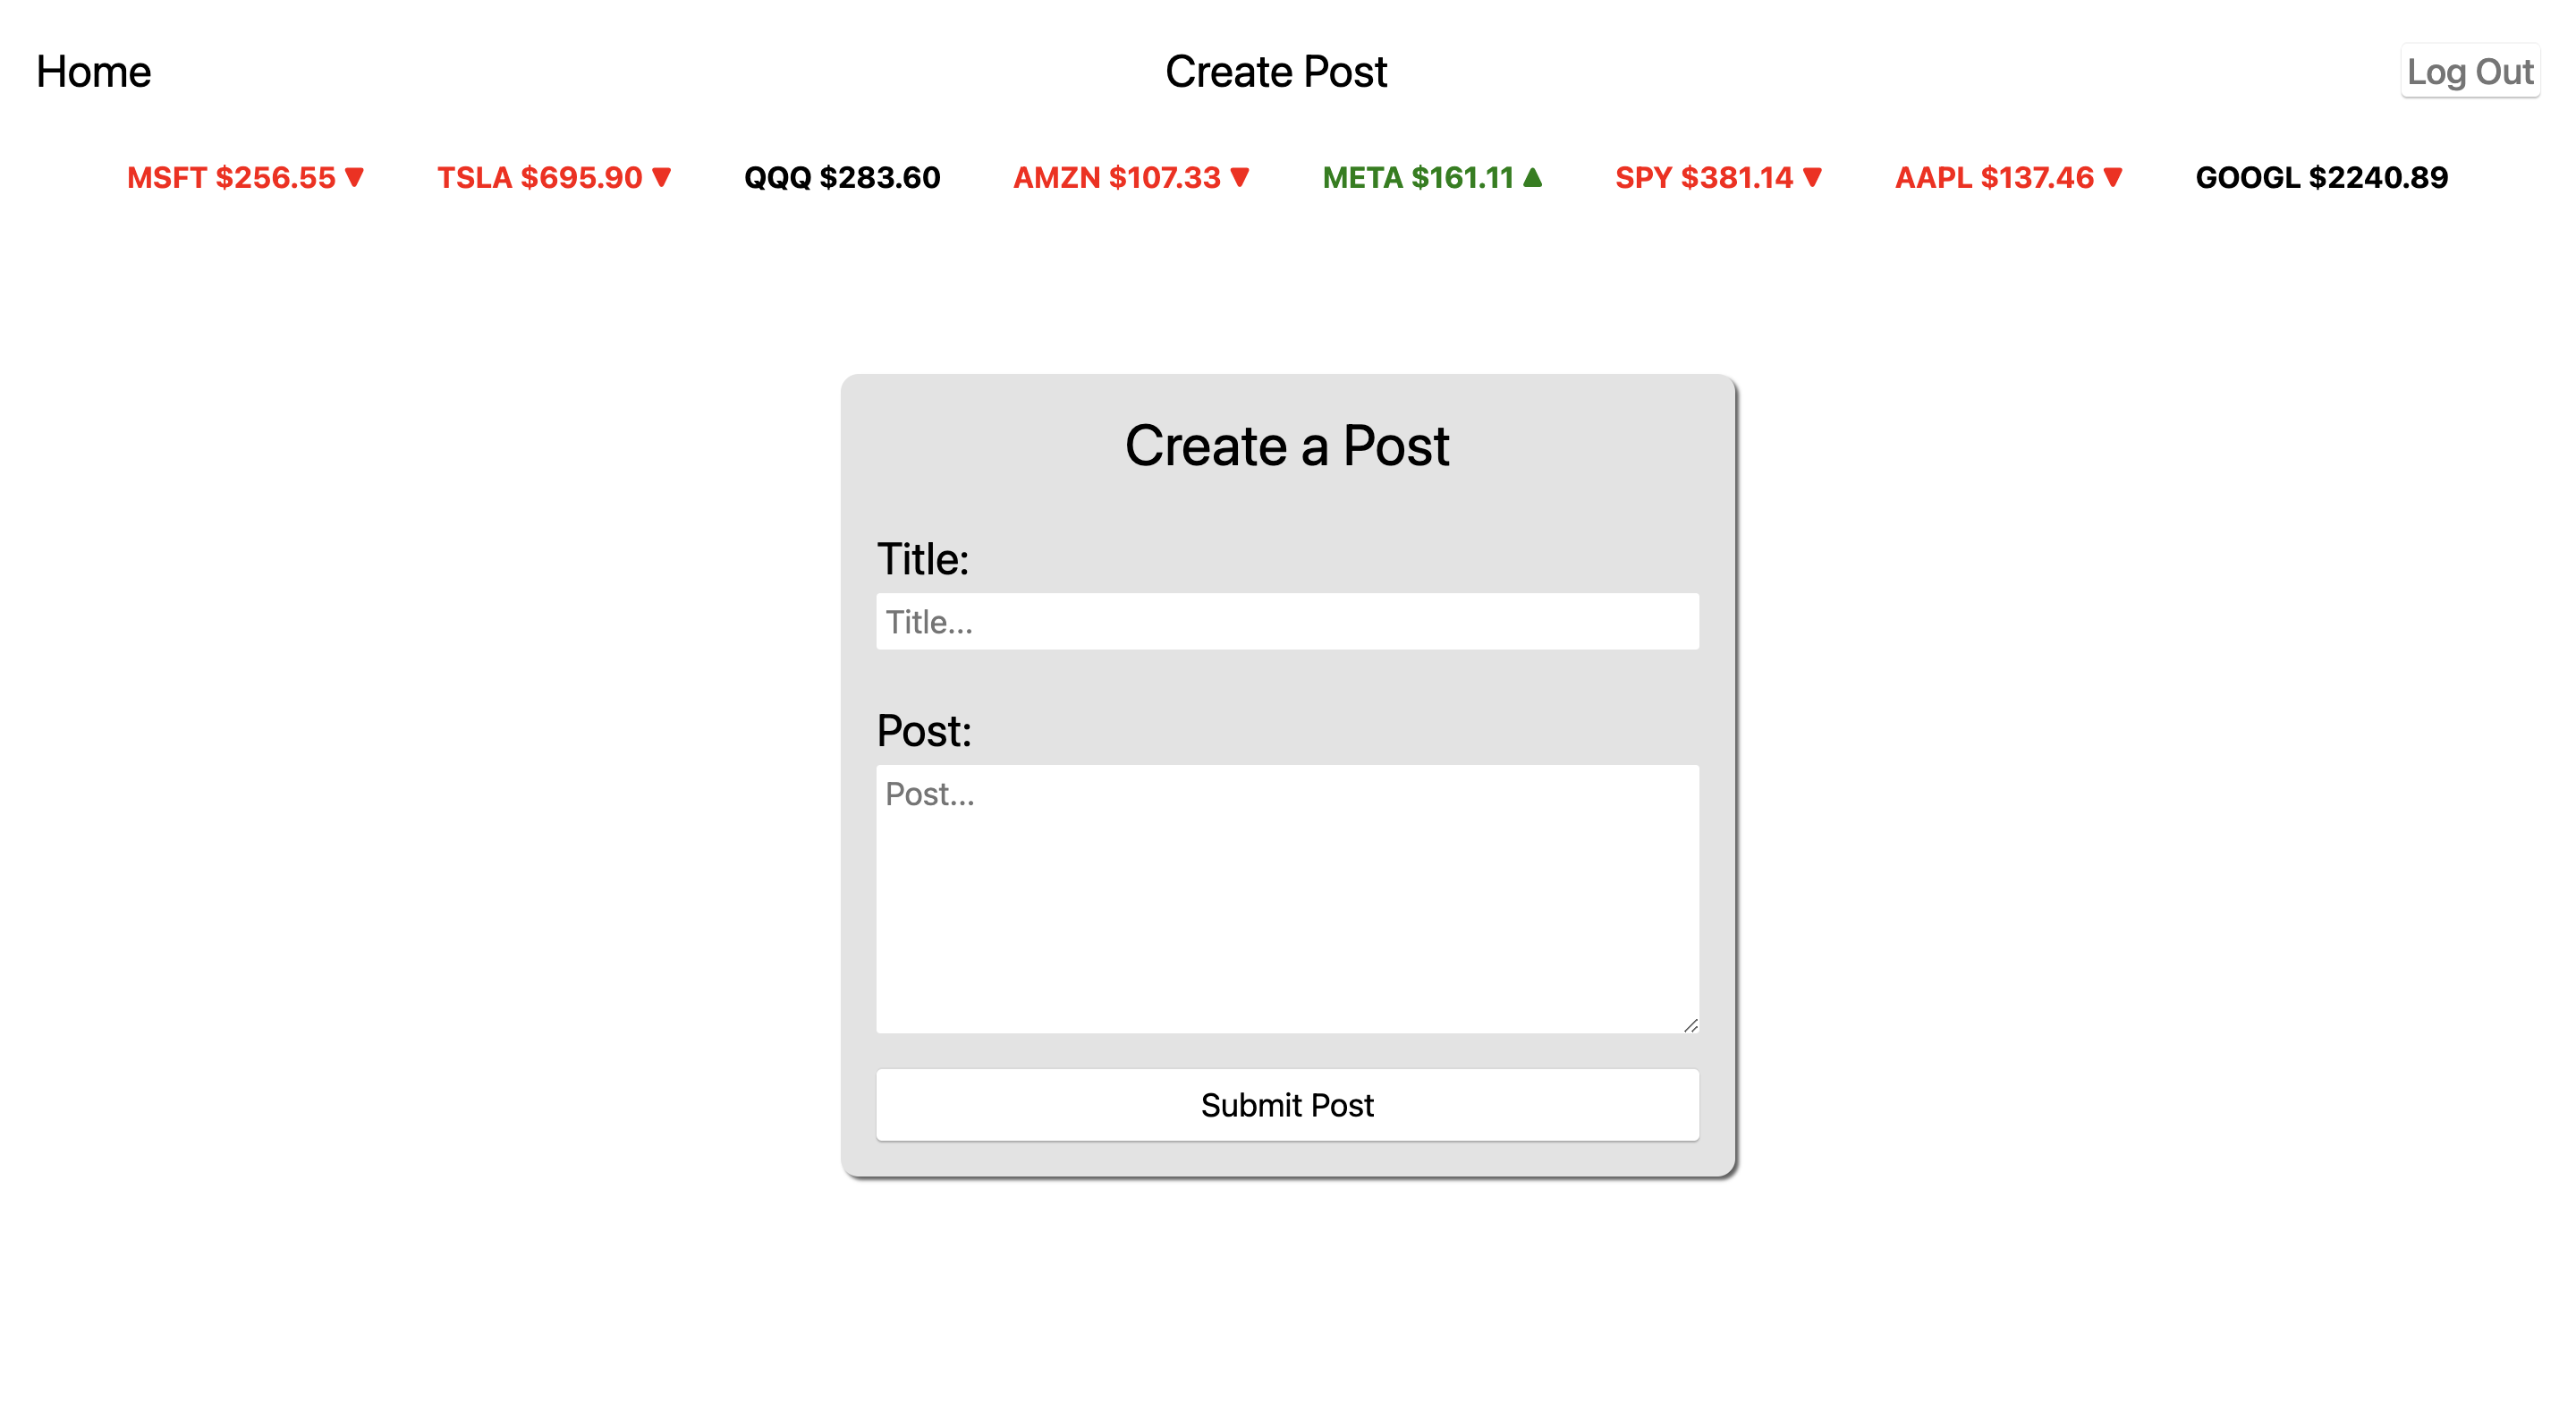 Home Create Post Log Out
MSFT $256.55 ▼ TSLA $695.90 ▼ QQQ $283.60 AMZN $107.33 ▼ META $161.11 ▲ SPY $381.14 ▼ AAPL $137.46 ▼ GOOGL $2240.89
Create a Post
Title:
Title...
Post:
Post...
Submit Post